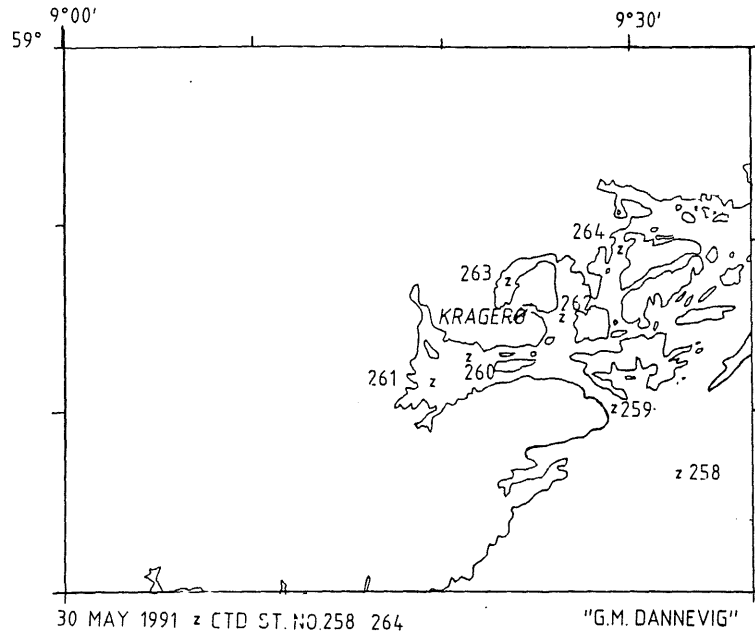 9°00' 9°30'
59°
264
263
262
KRAGERØ
260
261
z 259
z 258
30 MAY 1991 z CTD ST. NO.258 264 "G.M. DANNEVIG"